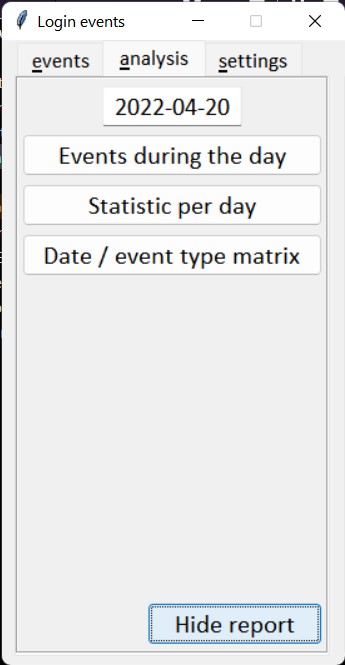 Login events
events
analysis
settings
2022-04-20
Events during the day
Statistic per day
Date / event type matrix
Hide report